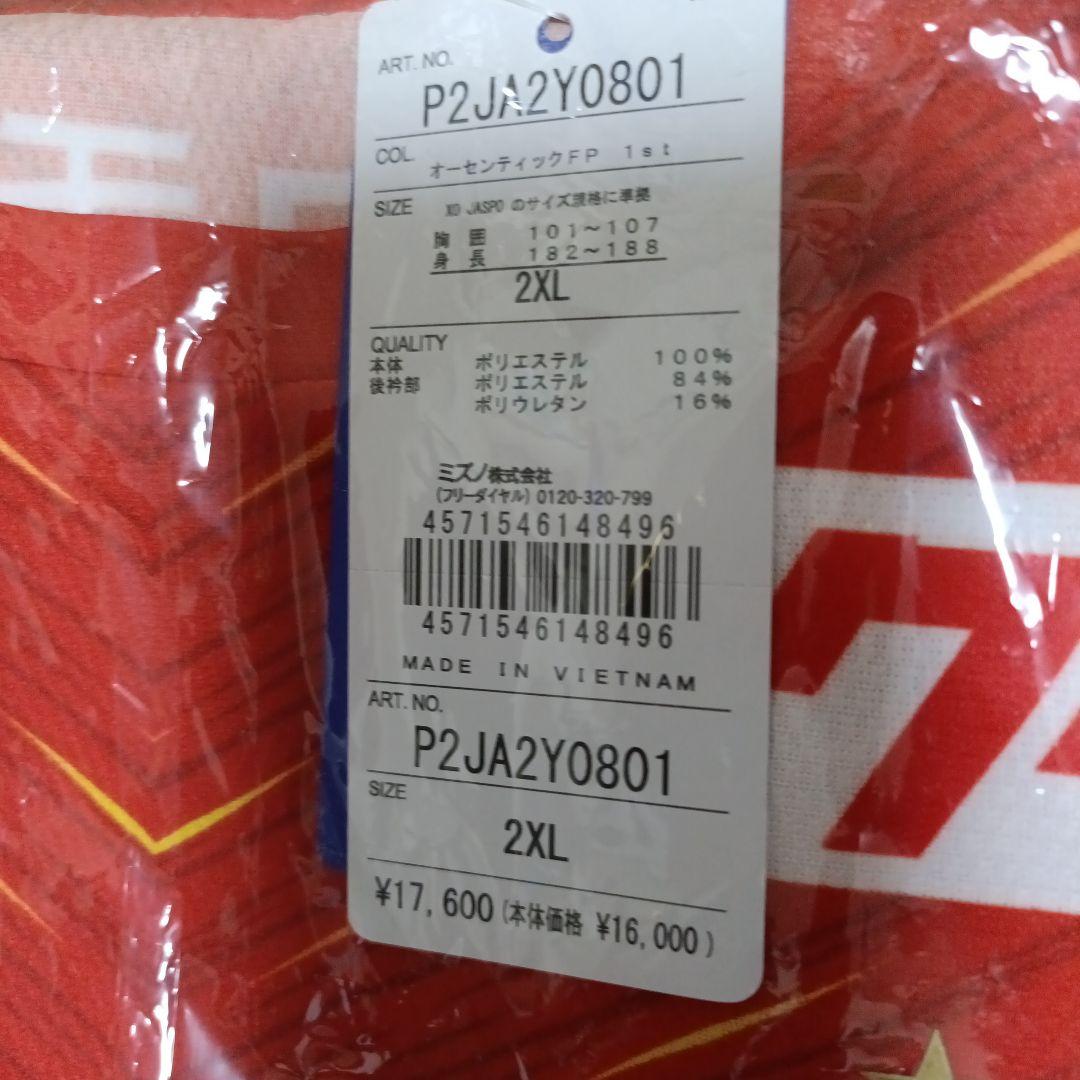 ART. NO.
P2JA2Y0801
COL.
オーセンティックFP 1st
SIZE
XO JASPO のサイズ規格に準拠
胸囲 101~107
身長 182~188
2XL
QUALITY
本体 ポリエステル 100%
後衿部 ポリエステル 84%
ポリウレタン 16%
ミズノ株式会社
(フリーダイヤル) 0120-320-799
4571546148496
4571546148496
MADE IN VIETNAM
ART. NO.
P2JA2Y0801
SIZE
2XL
¥17,600 (本体価格 ¥16,000)